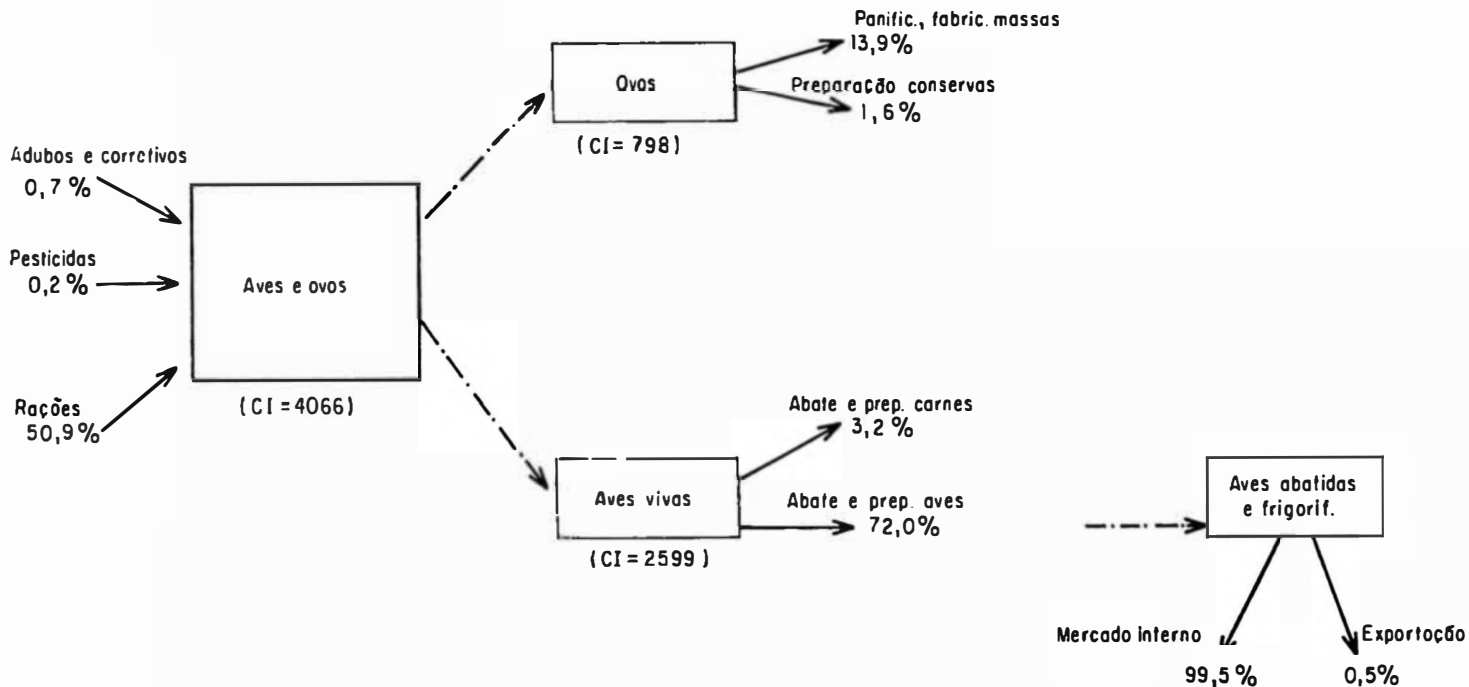 Panific., fabric. massas
13,9%
Ovos
Preparação conservas
1,6%
(CI= 798)
Adubos e corretivos
0,7%
Pesticidas
0,2%
Aves e ovos
Rações
50,9%
(CI=4066)
Abate e prep. carnes
3,2%
Aves vivas
Abate e prep. aves
72,0%
(CI=2599)
Aves abatidas
e frigorif.
Mercado interno
99,5%
Exportoção
0,5%